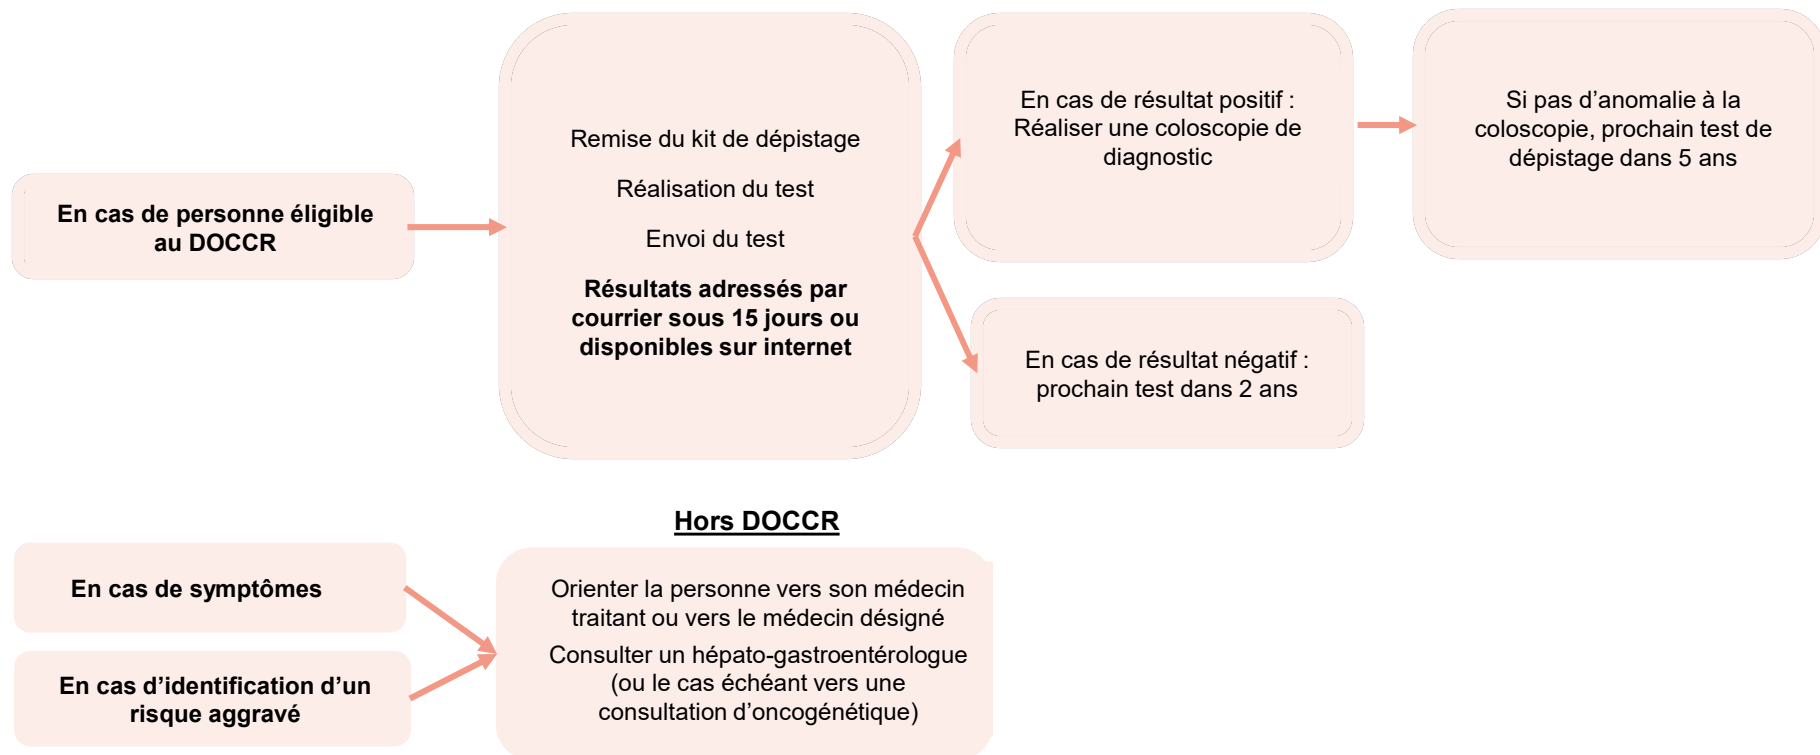 En cas de personne éligible
au DOCCR
Remise du kit de dépistage
Réalisation du test
Envoi du test
Résultats adressés par
courrier sous 15 jours ou
disponibles sur internet
En cas de résultat positif :
Réaliser une coloscopie de
diagnostic
Si pas d’anomalie à la
coloscopie, prochain test de
dépistage dans 5 ans
En cas de résultat négatif :
prochain test dans 2 ans
Hors DOCCR
En cas de symptômes
En cas d’identification d’un
risque aggravé
Orienter la personne vers son médecin
traitant ou vers le médecin désigné
Consulter un hépato-gastroentérologue
(ou le cas échéant vers une
consultation d’oncogénétique)